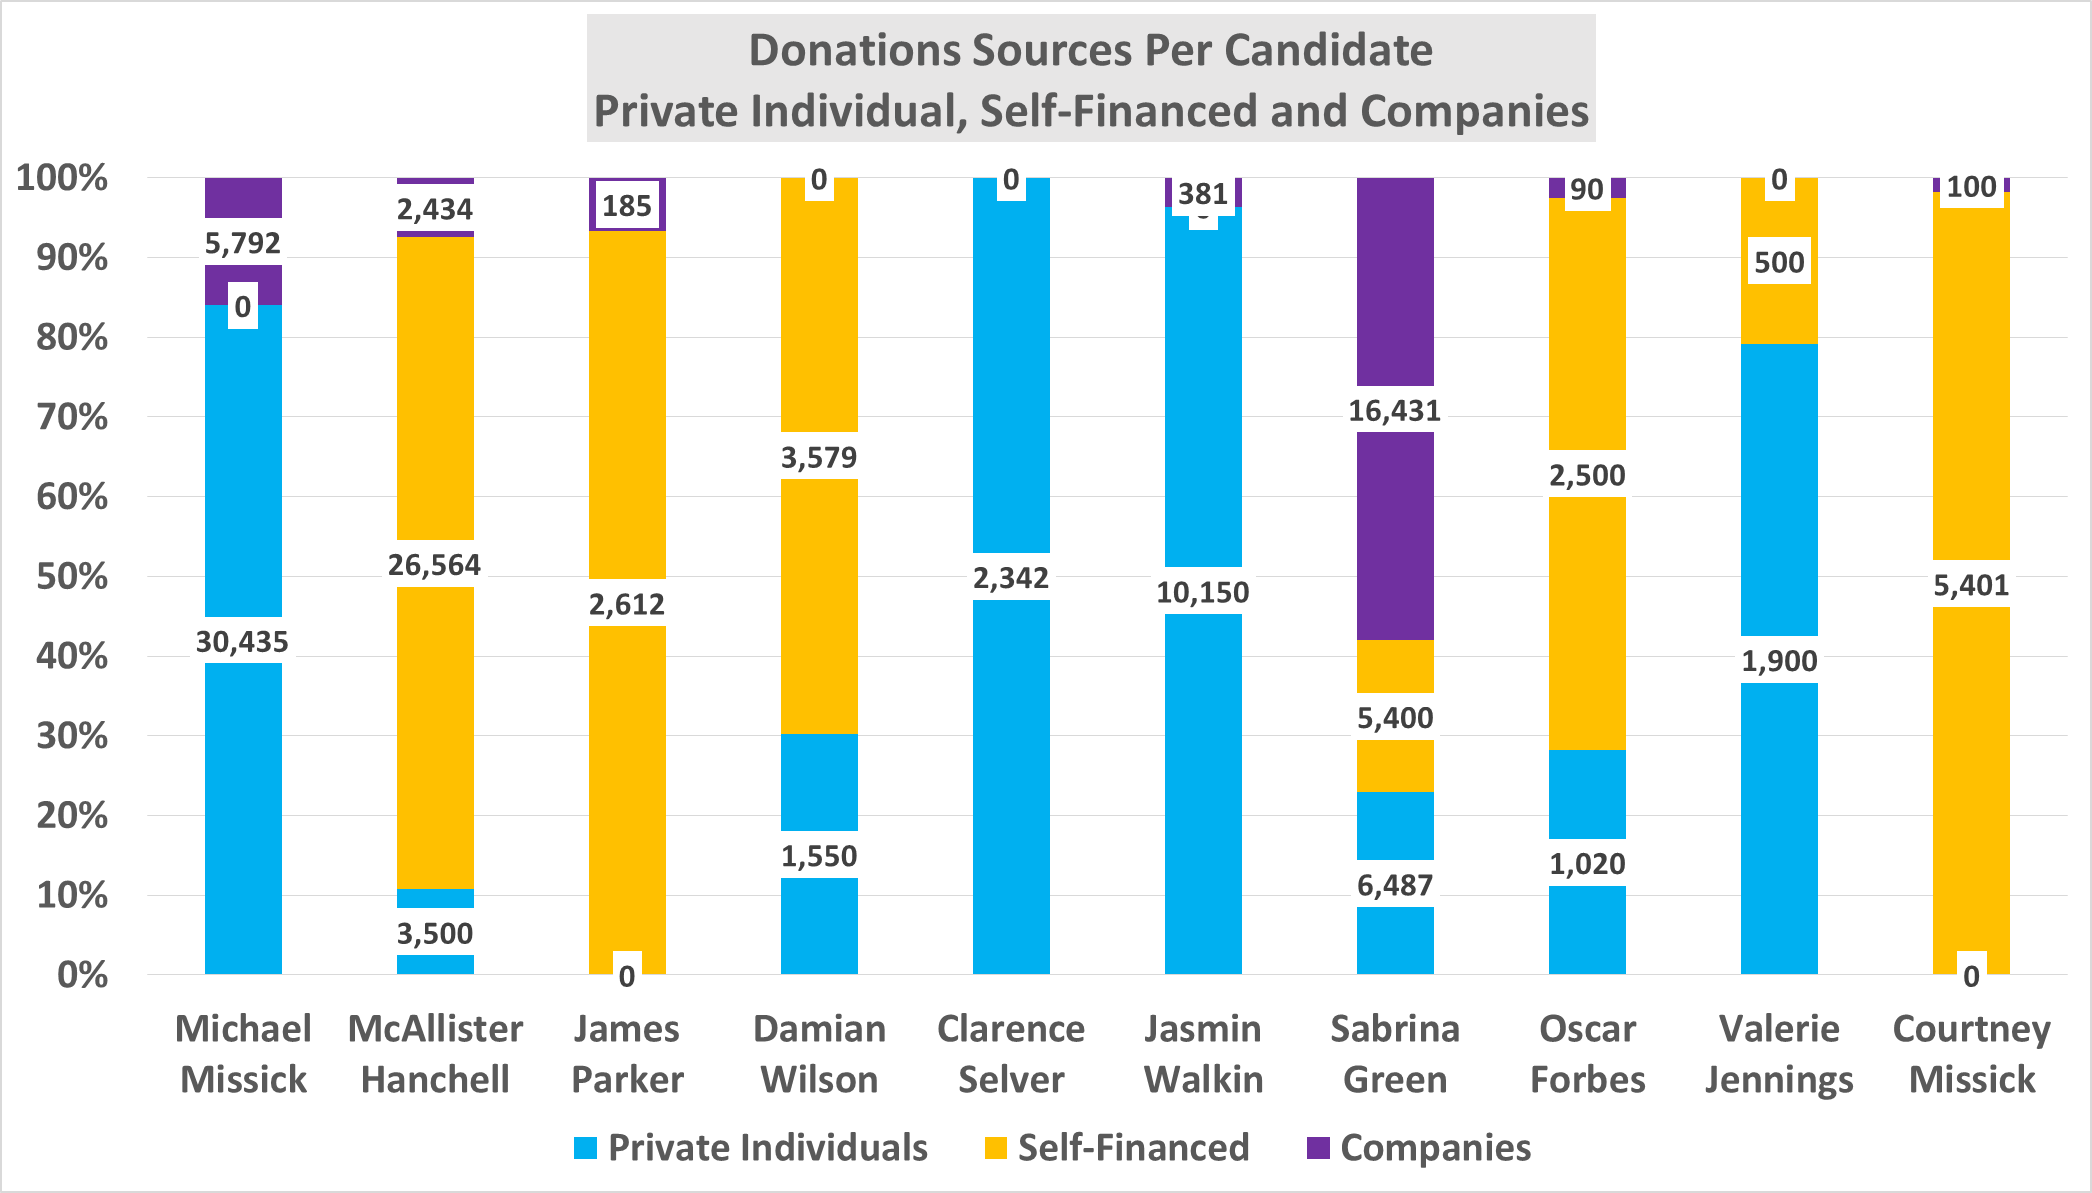 Donations Sources Per Candidate
Private Individual, Self-Financed and Companies
100%
90%
80%
70%
60%
50%
40%
30%
20%
10%
0%
5,792
0
30,435
2,434
26,564
3,500
185
2,612
0
0
3,579
1,550
0
2,342
381
10,150
16,431
5,400
6,487
90
2,500
1,020
0
500
1,900
100
5,401
0
Michael
Missick
McAllister
Hanchell
James
Parker
Damian
Wilson
Clarence
Selver
Jasmin
Walkin
Sabrina
Green
Oscar
Forbes
Valerie
Jennings
Courtney
Missick
Private Individuals
Self-Financed
Companies